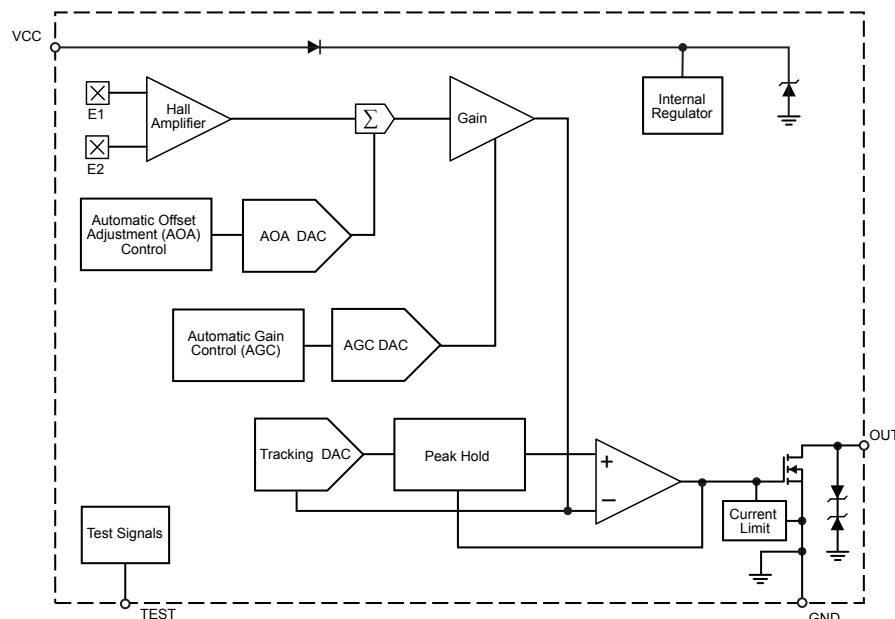 VCC
E1
E2
Hall
Amplifier
Σ
Gain
Internal
Regulator
Automatic Offset
Adjustment (AOA)
Control
AOA DAC
Automatic Gain
Control (AGC)
AGC DAC
Tracking DAC
Peak Hold
+
−
OUT
Current
Limit
Test Signals
TEST
GND